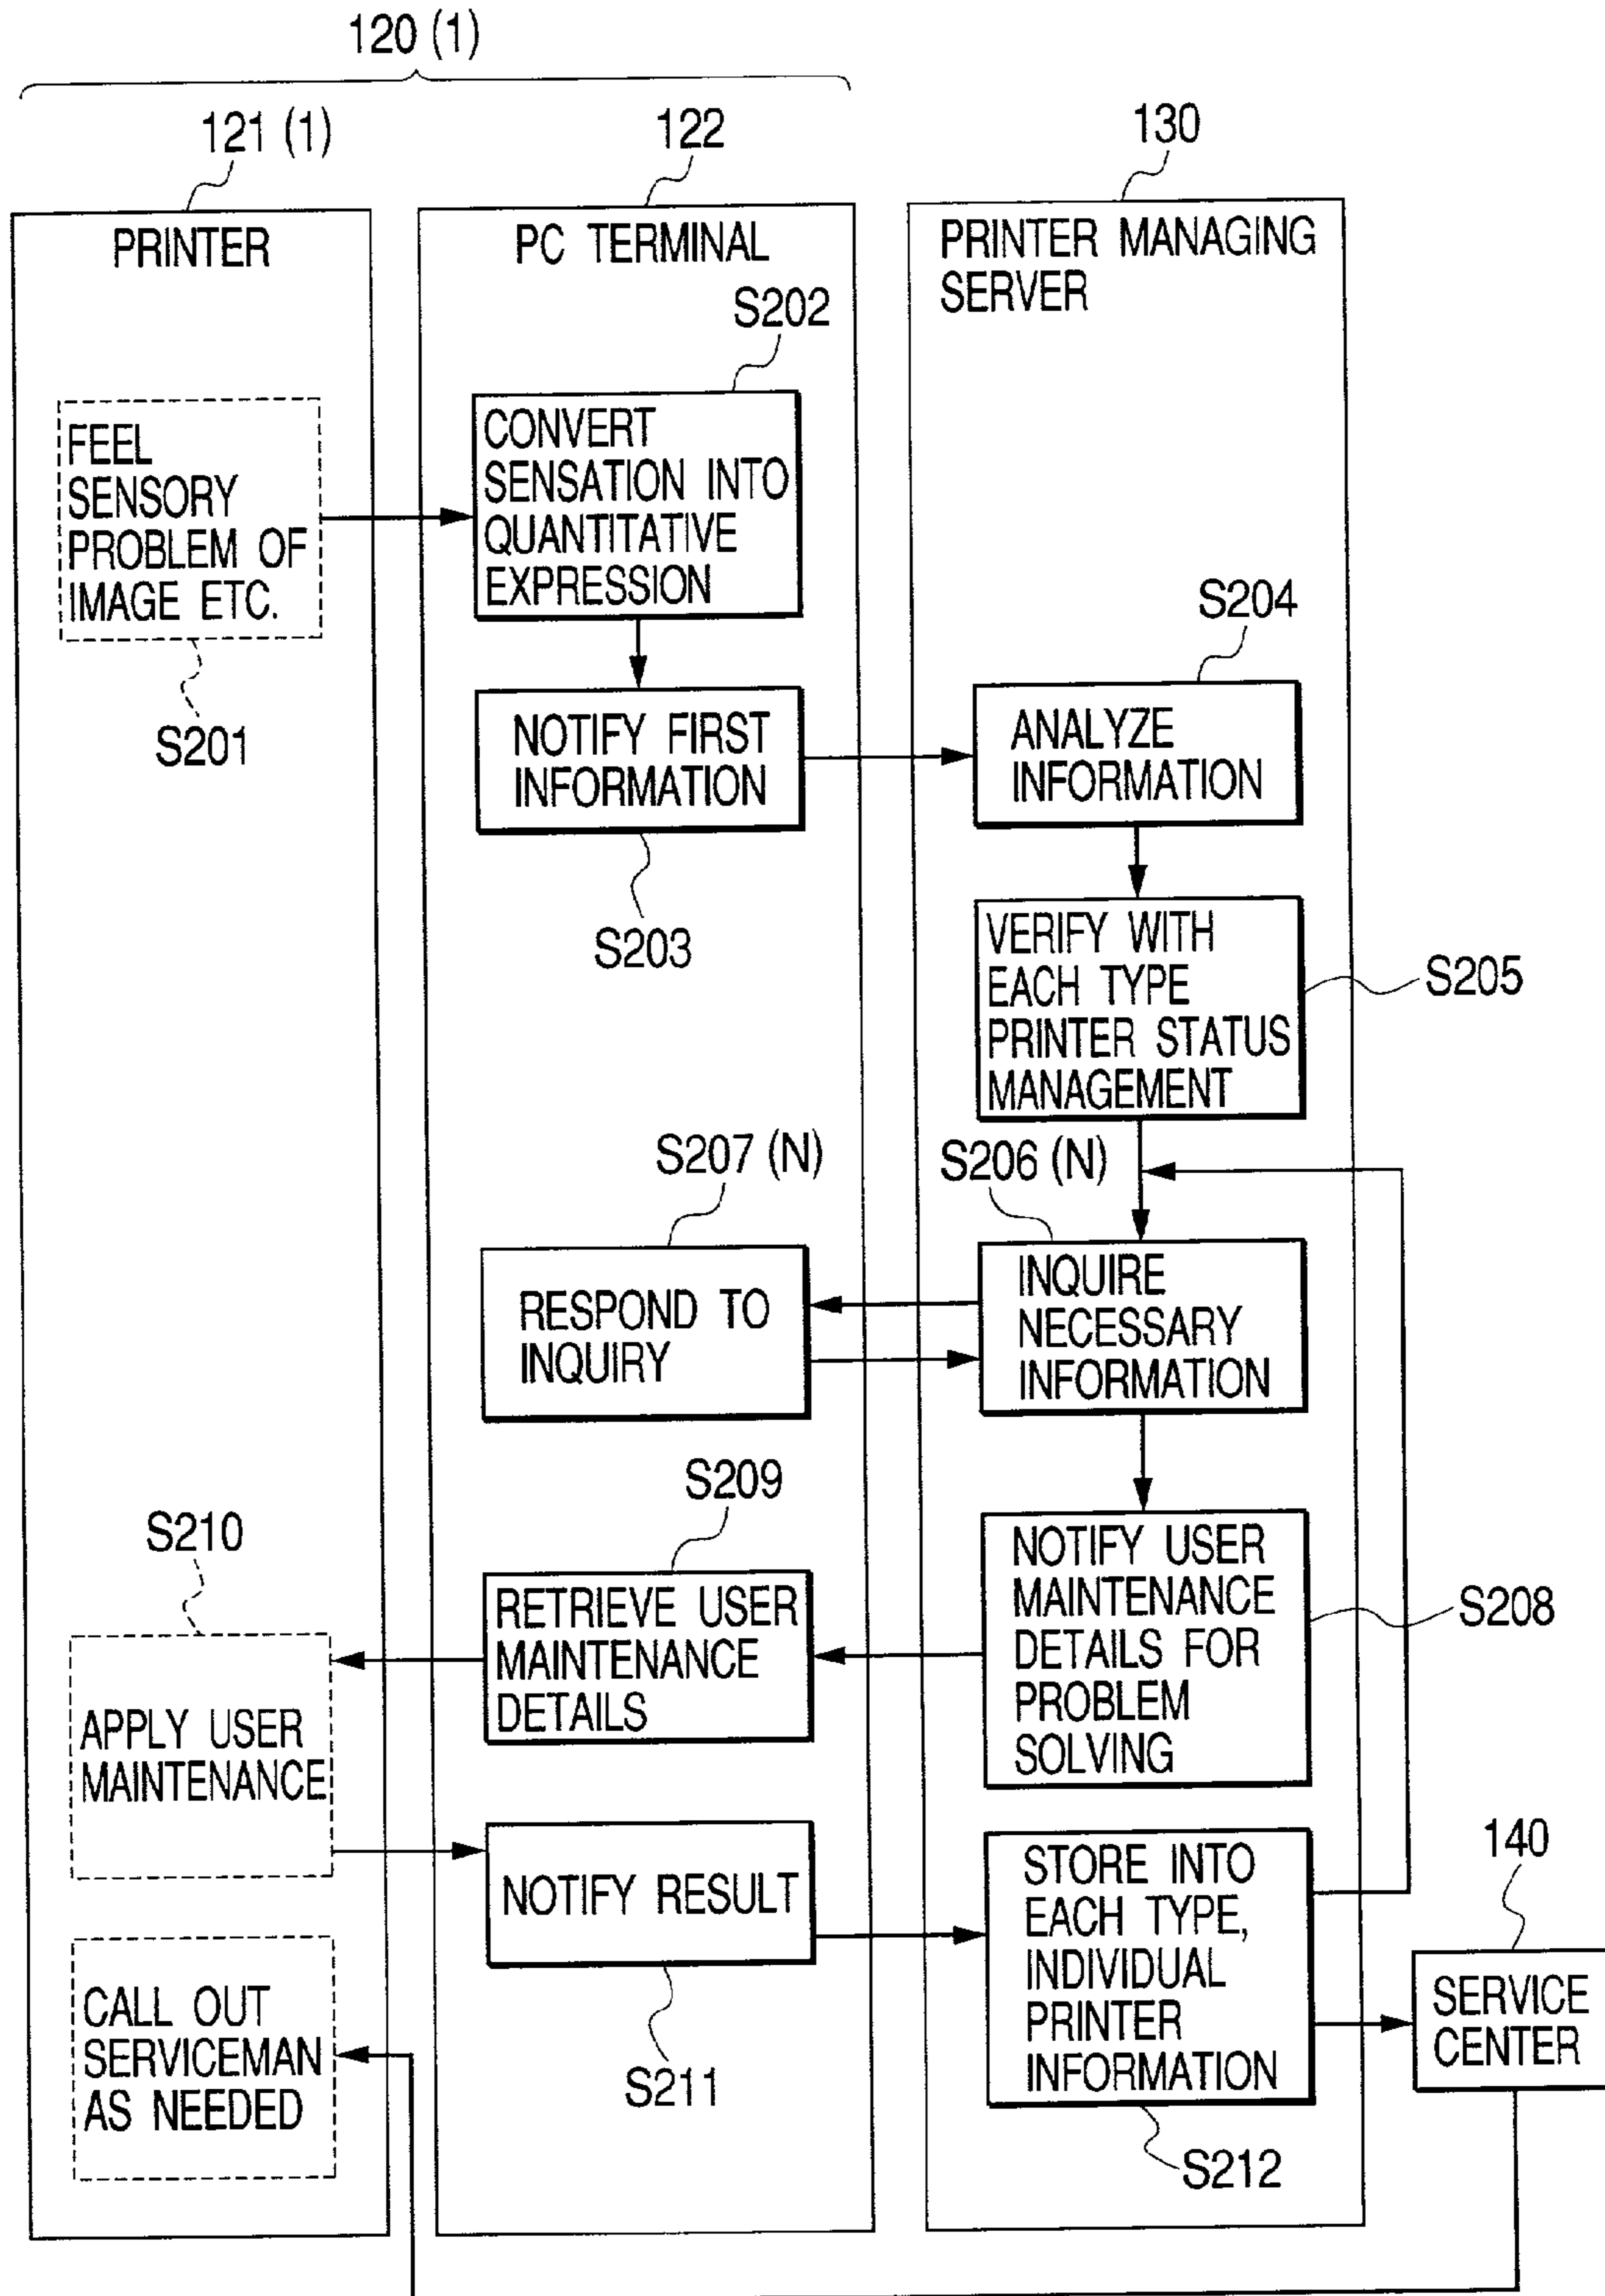 120 (1)
121 (1)
122
130
PRINTER
PC TERMINAL
PRINTER MANAGING
SERVER
S202
FEEL
SENSORY
PROBLEM OF
IMAGE ETC.
S201
CONVERT
SENSATION INTO
QUANTITATIVE
EXPRESSION
S204
NOTIFY FIRST
INFORMATION
S203
ANALYZE
INFORMATION
VERIFY WITH
EACH TYPE
PRINTER STATUS
MANAGEMENT
S205
S207 (N)
S206 (N)
RESPOND TO
INQUIRY
INQUIRE
NECESSARY
INFORMATION
S209
S210
RETRIEVE USER
MAINTENANCE
DETAILS
NOTIFY USER
MAINTENANCE
DETAILS FOR
PROBLEM
SOLVING
S208
APPLY USER
MAINTENANCE
NOTIFY RESULT
S211
STORE INTO
EACH TYPE,
INDIVIDUAL
PRINTER
INFORMATION
S212
140
SERVICE
CENTER
CALL OUT
SERVICEMAN
AS NEEDED